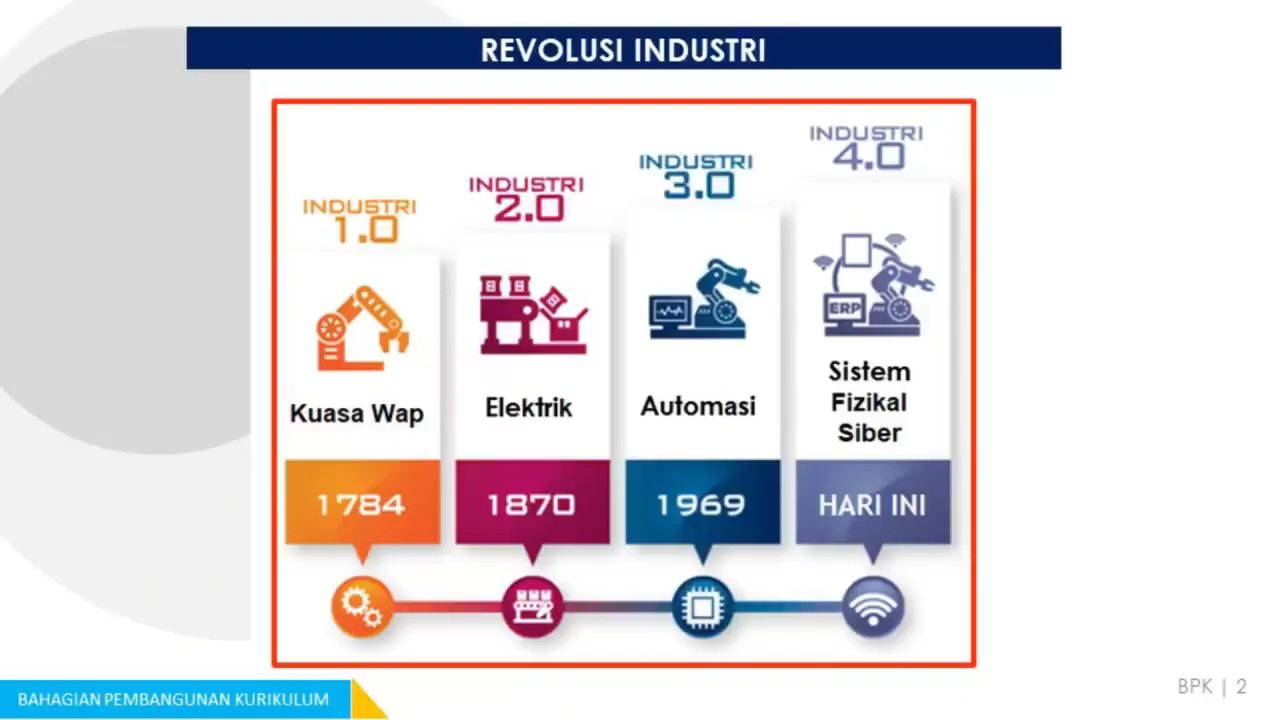 REVOLUSI INDUSTRI
INDUSTRI
1.0
INDUSTRI
2.0
INDUSTRI
3.0
INDUSTRI
4.0
ERP
Kuasa Wap
Elektrik
Automasi
Sistem
Fizikal
Siber
1784
1870
1969
HARI INI
BAHAGIAN PEMBANGUNAN KURIKULUM
BPK | 2